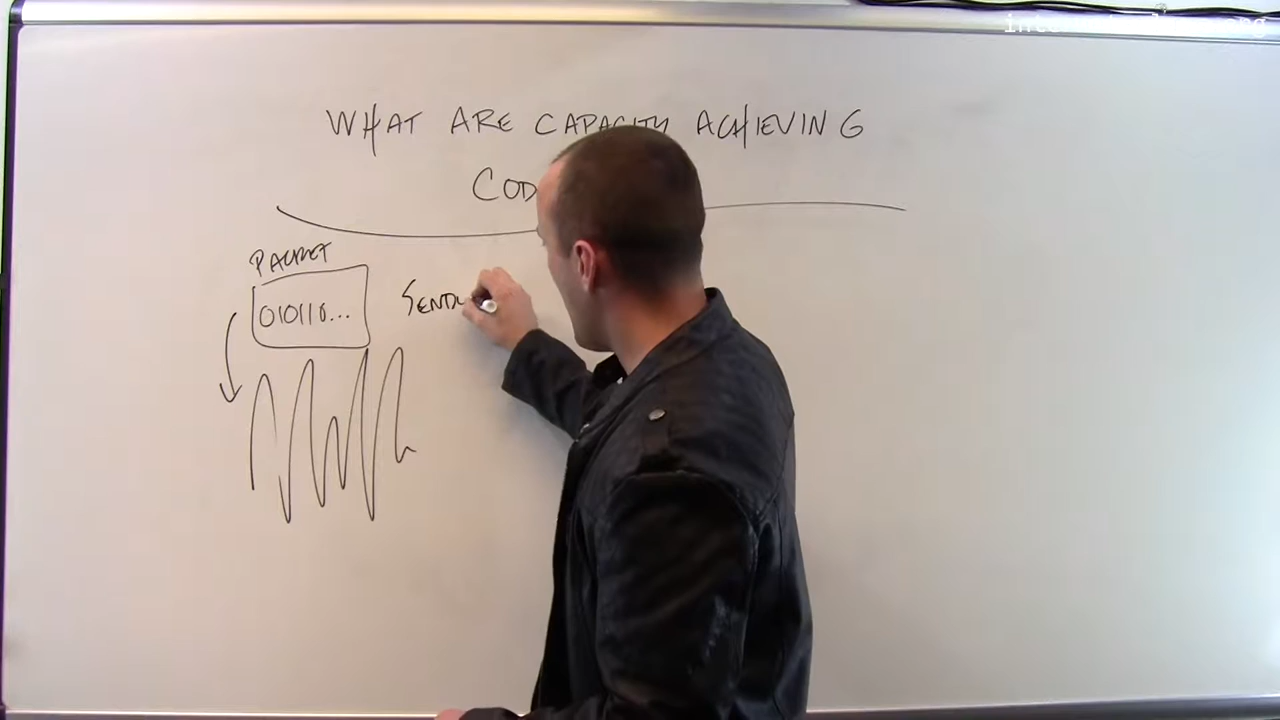 WHAT ARE CAPACITY ACHIEVING
COD
PACKET
010110...
SEND